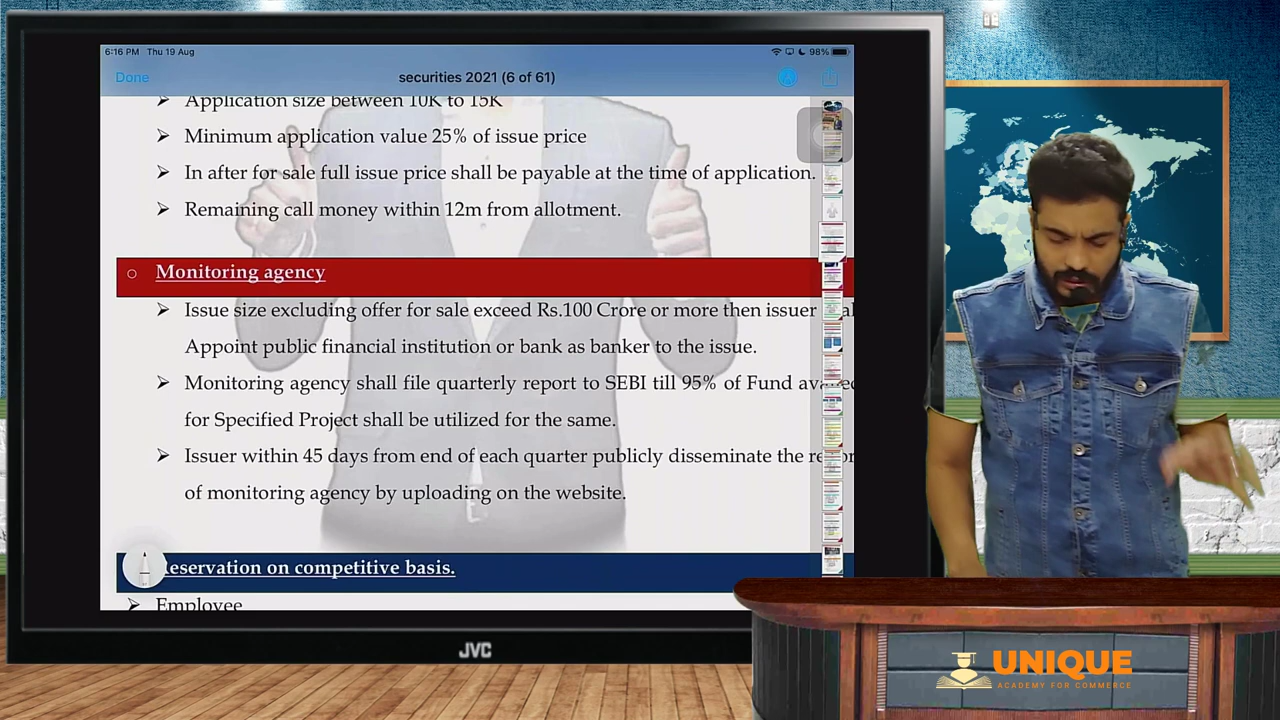 6:16 PM Thu 19 Aug
98%
Done
securities 2021 (6 of 61)
Application size between 10K to 15K
Minimum application value 25% of issue price
In after for sale full issue price shall be payable at the time of application.
Remaining call money within 12m from allotment.
Monitoring agency
Issue size excluding offer for sale exceed Rs.100 Crore or more then issuer
Appoint public financial institution or bank as banker to the issue.
Monitoring agency shall file quarterly report to SEBI till 95% of Fund
for Specified Project shall be utilized for the same.
Issuer within 45 days from end of each quarter publicly disseminate the
of monitoring agency by uploading on the website.
eservation on competitive basis.
Employee
JVC
UNIQUE
ACADEMY FOR COMMERCE